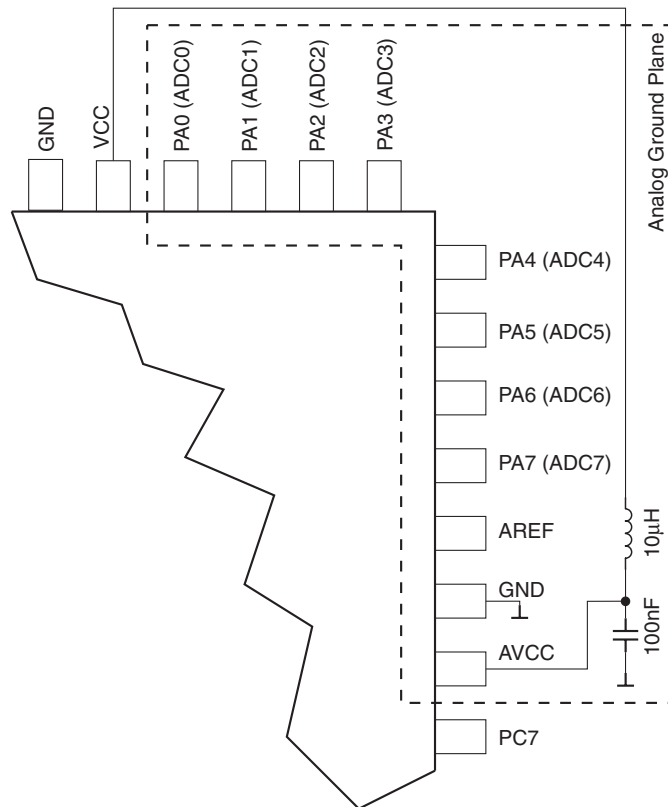 GND
VCC
PA0 (ADC0)
PA1 (ADC1)
PA2 (ADC2)
PA3 (ADC3)
Analog Ground Plane
PA4 (ADC4)
PA5 (ADC5)
PA6 (ADC6)
PA7 (ADC7)
AREF
10μH
GND
AVCC
100nF
PC7